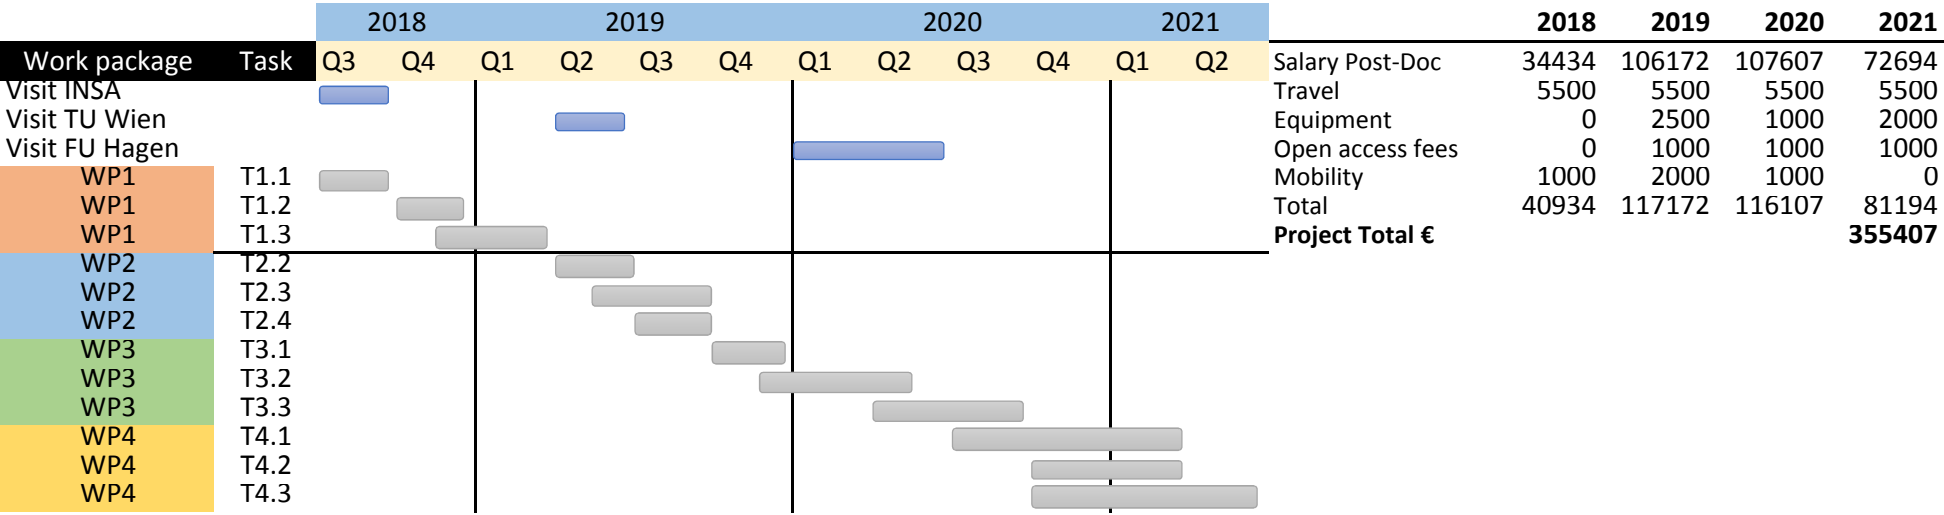 2018 2019 2020 2021
Work package Task Q3 Q4 Q1 Q2 Q3 Q4 Q1 Q2 Q3 Q4 Q1 Q2
Visit INSA
Visit TU Wien
Visit FU Hagen
WP1 T1.1
WP1 T1.2
WP1 T1.3
WP2 T2.2
WP2 T2.3
WP2 T2.4
WP3 T3.1
WP3 T3.2
WP3 T3.3
WP4 T4.1
WP4 T4.2
WP4 T4.3
2018 2019 2020 2021
Salary Post-Doc 34434 106172 107607 72694
Travel 5500 5500 5500 5500
Equipment 0 2500 1000 2000
Open access fees 0 1000 1000 1000
Mobility 1000 2000 1000 0
Total 40934 117172 116107 81194
Project Total € 355407